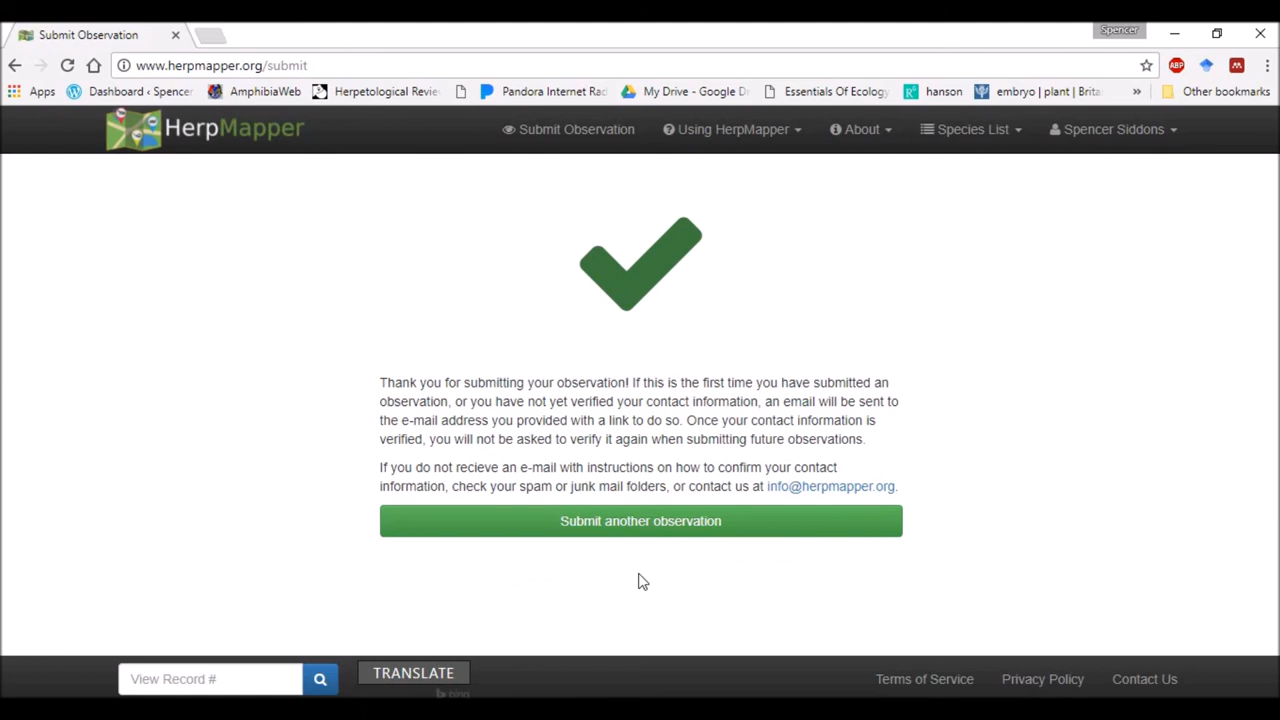 Submit Observation
Spencer
www.herpmapper.org/submit
ABP
Apps Dashboard ‹ Spencer AmphibiaWeb Herpetological Revie Pandora Internet Rad My Drive - Google Dr Essentials Of Ecology hanson embryo | plant | Brita » Other bookmarks
HerpMapper Submit Observation Using HerpMapper About Species List Spencer Siddons
Thank you for submitting your observation! If this is the first time you have submitted an
observation, or you have not yet verified your contact information, an email will be sent to
the e-mail address you provided with a link to do so. Once your contact information is
verified, you will not be asked to verify it again when submitting future observations.
If you do not recieve an e-mail with instructions on how to confirm your contact
information, check your spam or junk mail folders, or contact us at info@herpmapper.org.
Submit another observation
View Record # TRANSLATE Terms of Service Privacy Policy Contact Us
bing